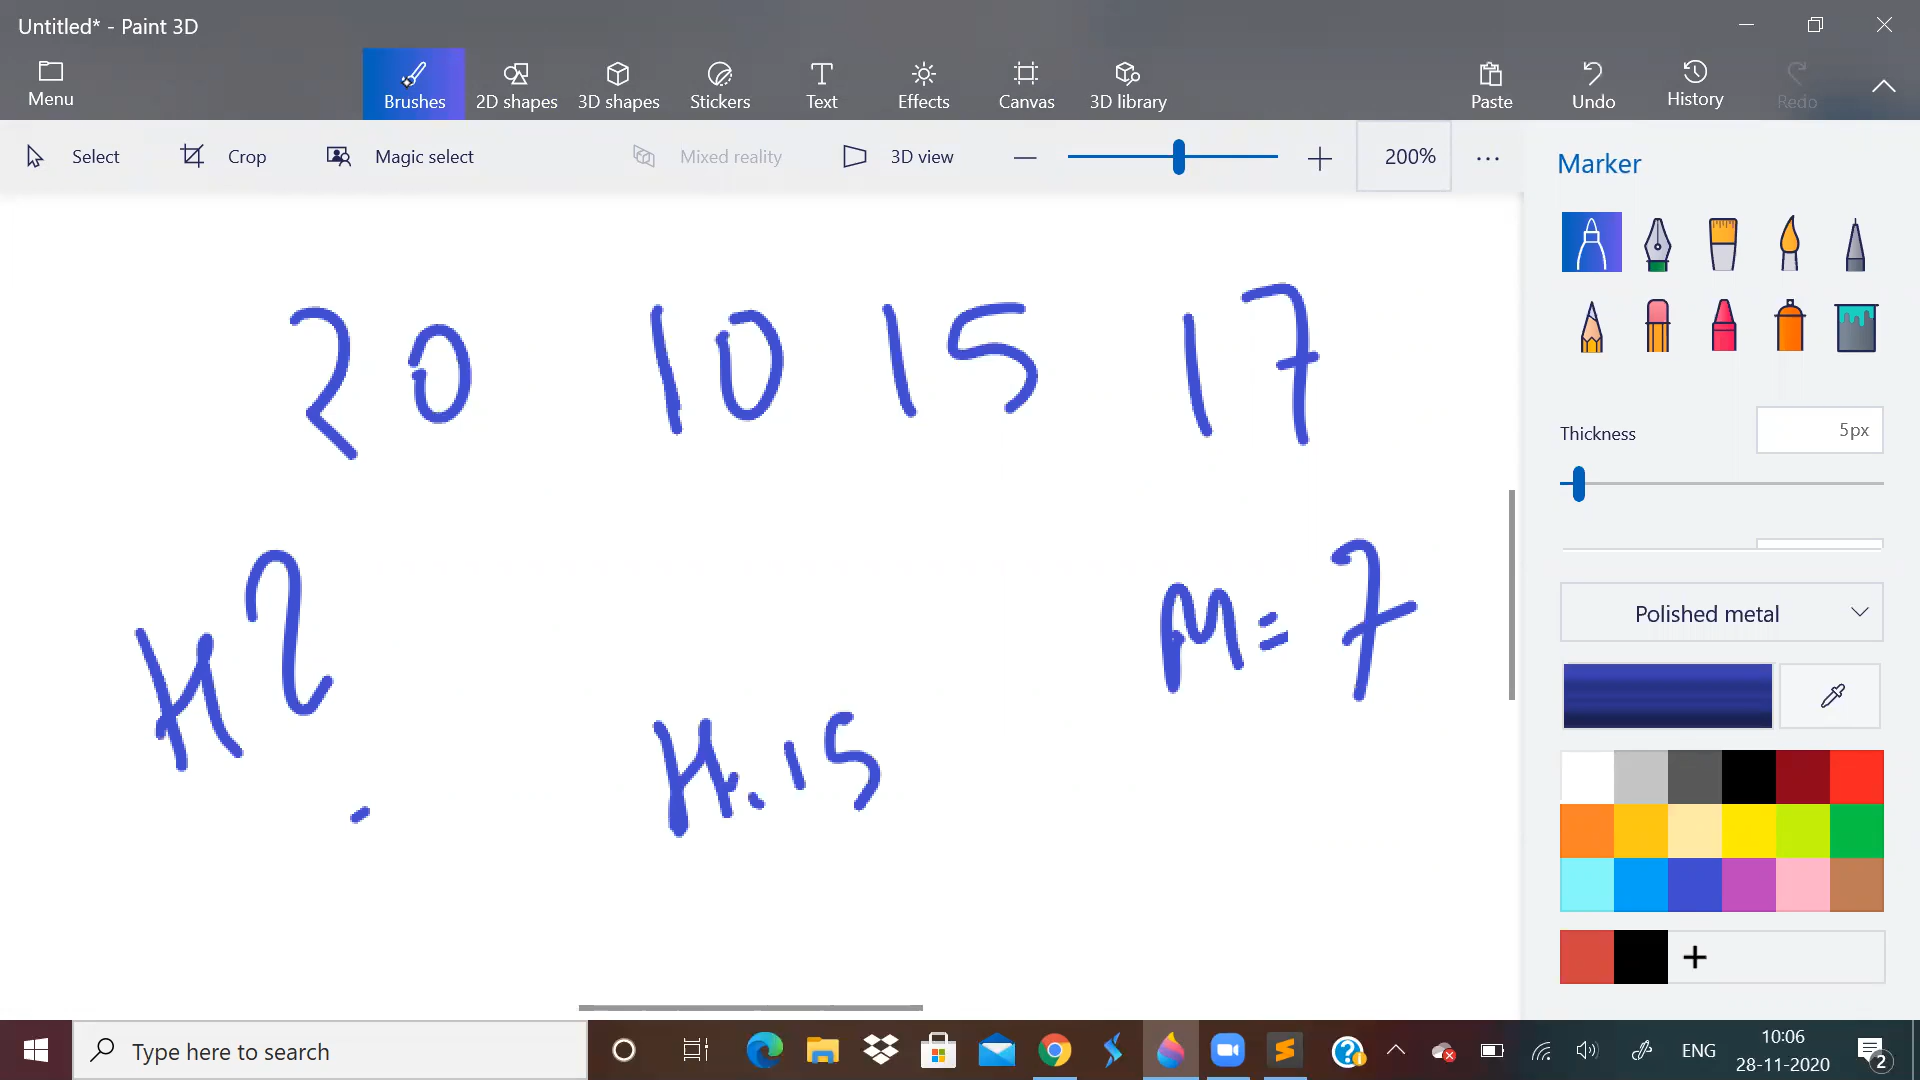 Untitled* - Paint 3D
Menu
Brushes
2D shapes
3D shapes
Stickers
Text
Effects
Canvas
3D library
Paste
Undo
History
Redo
Select
Crop
Magic select
Mixed reality
3D view
200%
Marker
20 10 15 17
Thickness
5px
H
M=7
H.15
Polished metal
Type here to search
ENG
10:06
28-11-2020
2